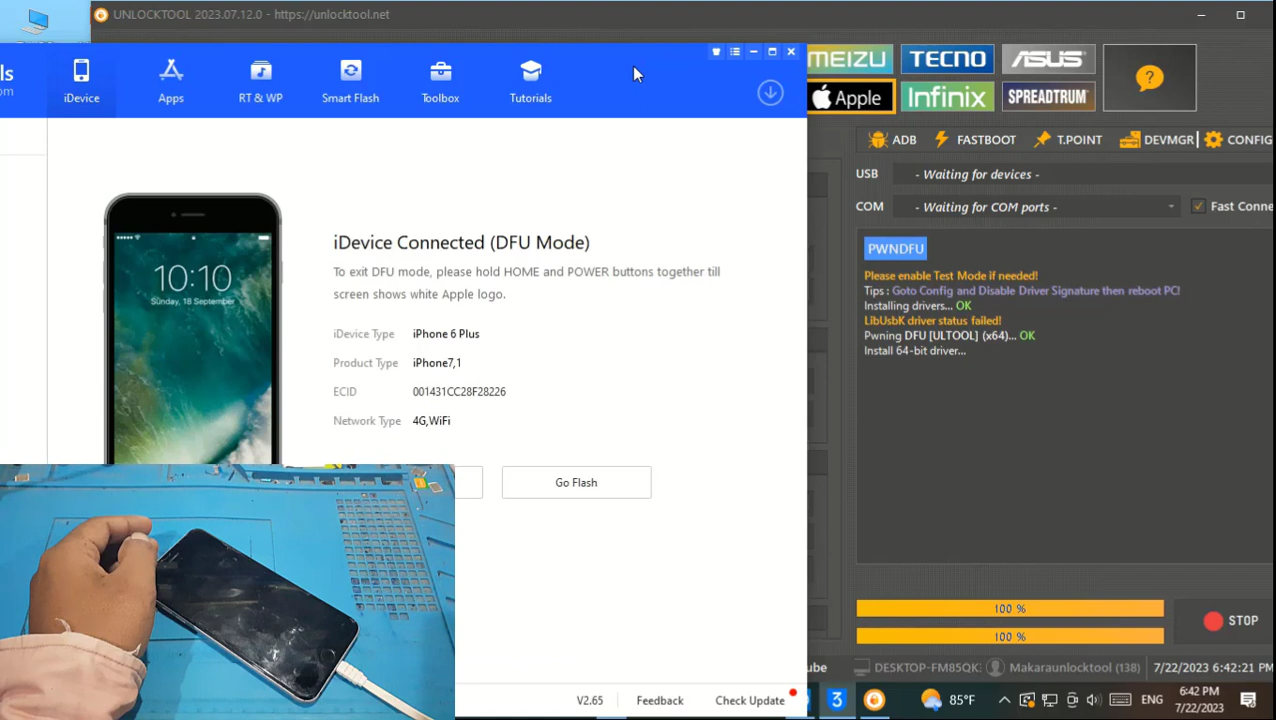 UNLOCKTOOL 2023.07.12.0 - https://unlocktool.net
ls
om
iDevice
Apps
RT & WP
Smart Flash
Toolbox
Tutorials
MEIZU
TECNO
ASUS
?
Apple
Infinix
SPREADTRUM
ADB
FASTBOOT
T.POINT
DEVMGR
CONFIG
USB
- Waiting for devices -
COM
- Waiting for COM ports -
Fast Conne
10:10
Sunday, 18 September
iDevice Connected (DFU Mode)
To exit DFU mode, please hold HOME and POWER buttons together till
screen shows white Apple logo.
iDevice Type iPhone 6 Plus
Product Type iPhone7,1
ECID 001431CC28F28226
Network Type 4G,WiFi
Go Flash
PWNDFU
Please enable Test Mode if needed!
Tips : Goto Config and Disable Driver Signature then reboot PC!
Installing drivers... OK
LibUsbK driver status failed!
Pwning DFU [ULTOOL] (x64)... OK
Install 64-bit driver...
100 %
100 %
STOP
V2.65
Feedback
Check Update
ube
DESKTOP-FM85QK
Makaraunlocktool (138)
7/22/2023 6:42:21 PM
3
85°F
ENG
6:42 PM
7/22/2023